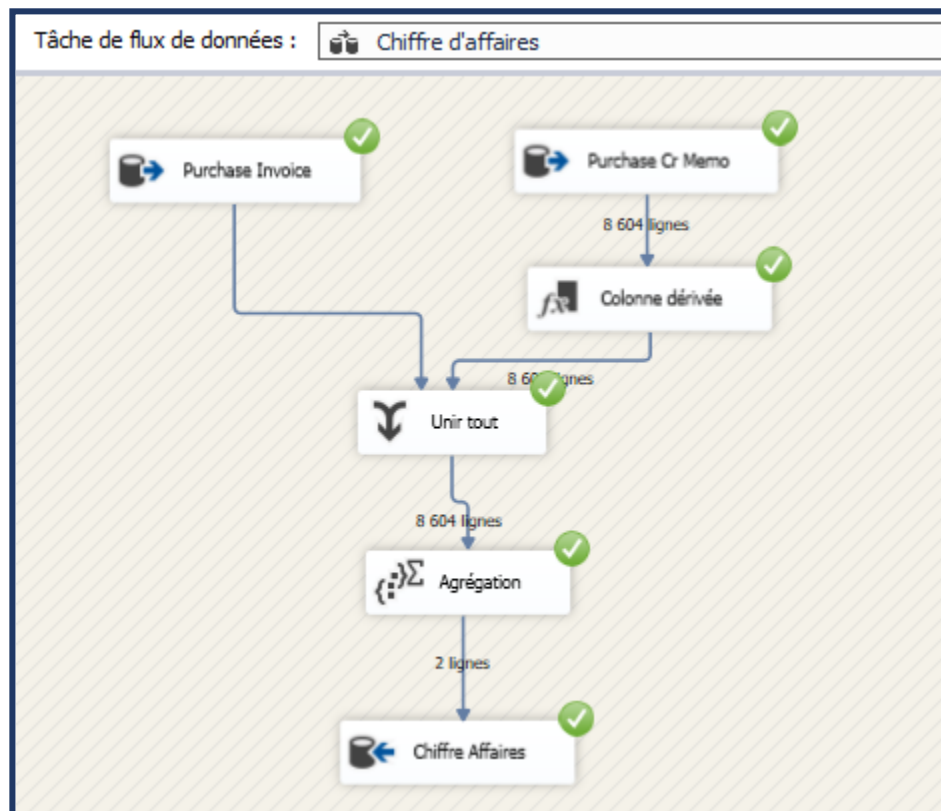 Tâche de flux de données :
Chiffre d'affaires
Purchase Invoice
Purchase Cr Memo
8 604 lignes
Colonne dérivée
lignes
Unir tout
8 604 lignes
Agrégation
2 lignes
Chiffre Affaires